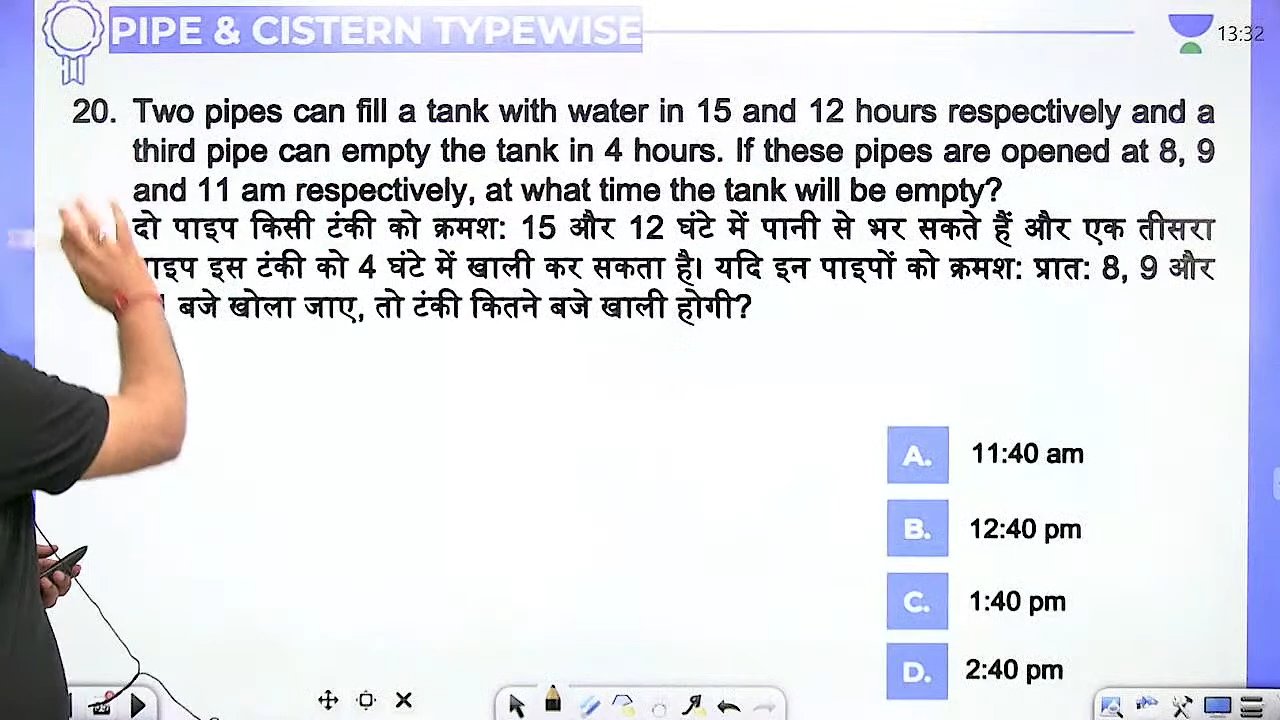 PIPE & CISTERN TYPEWISE
13:32
20. Two pipes can fill a tank with water in 15 and 12 hours respectively and a
third pipe can empty the tank in 4 hours. If these pipes are opened at 8, 9
and 11 am respectively, at what time the tank will be empty?
दो पाइप किसी टंकी को क्रमश: 15 और 12 घंटे में पानी से भर सकते हैं और एक तीसरा
इस टंकी को 4 घंटे में खाली कर सकता है। यदि इन पाइपों को क्रमश: प्रात: 8, 9 और
बजे खोला जाए, तो टंकी कितने बजे खाली होगी?
A. 11:40 am
B. 12:40 pm
C. 1:40 pm
D. 2:40 pm